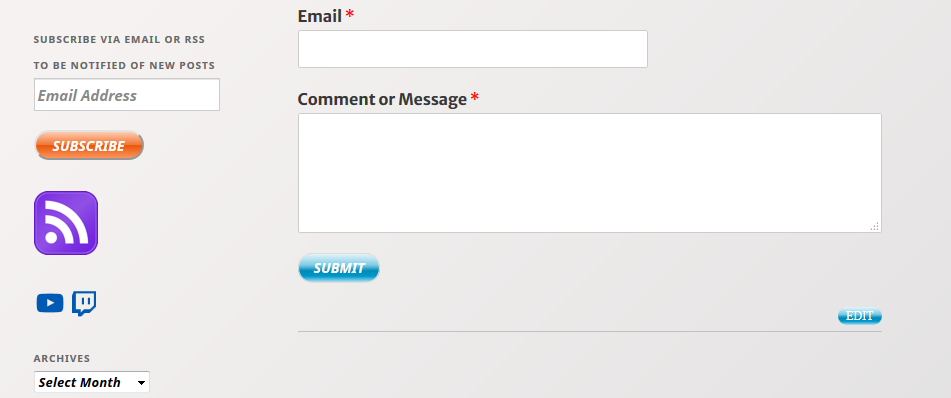 SUBSCRIBE VIA EMAIL OR RSS
TO BE NOTIFIED OF NEW POSTS
Email Address
SUBSCRIBE
ARCHIVES
Select Month
Email *
Comment or Message *
SUBMIT
EDIT